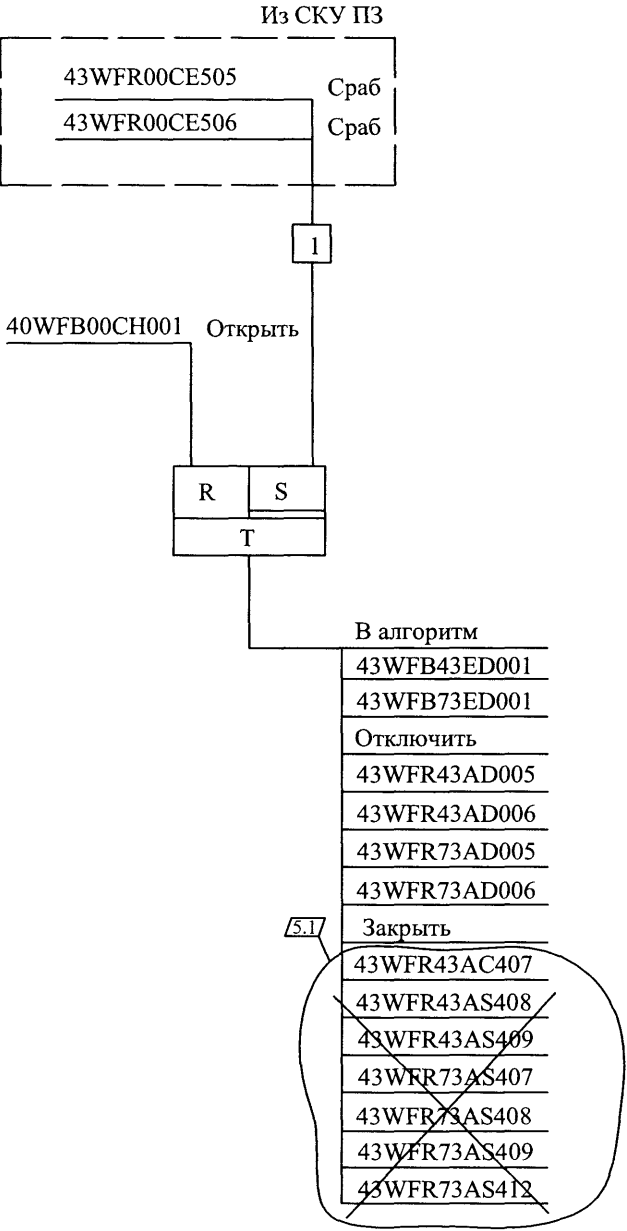 Из СКУ ПЗ
43WFR00CE505 Сраб
43WFR00CE506 Сраб
1
40WFB00CH001 Открыть
R S
T
В алгоритм
43WFB43ED001
43WFB73ED001
Отключить
43WFR43AD005
43WFR43AD006
43WFR73AD005
43WFR73AD006
5.1 Закрыть
43WFR43AC407
43WFR43AS408
43WFR43AS409
43WFR73AS407
43WFR73AS408
43WFR73AS409
43WFR73AS412